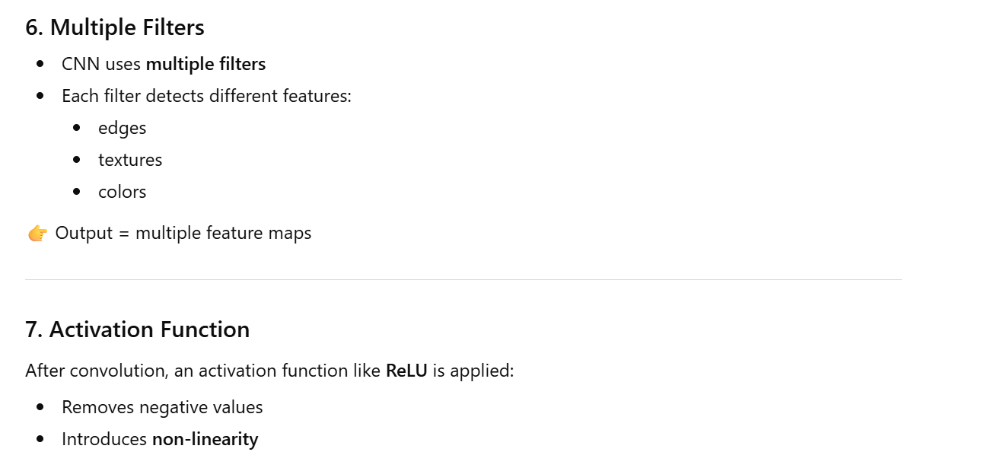 6. Multiple Filters
• CNN uses multiple filters
• Each filter detects different features:
• edges
• textures
• colors
👉 Output = multiple feature maps
7. Activation Function
After convolution, an activation function like ReLU is applied:
• Removes negative values
• Introduces non-linearity